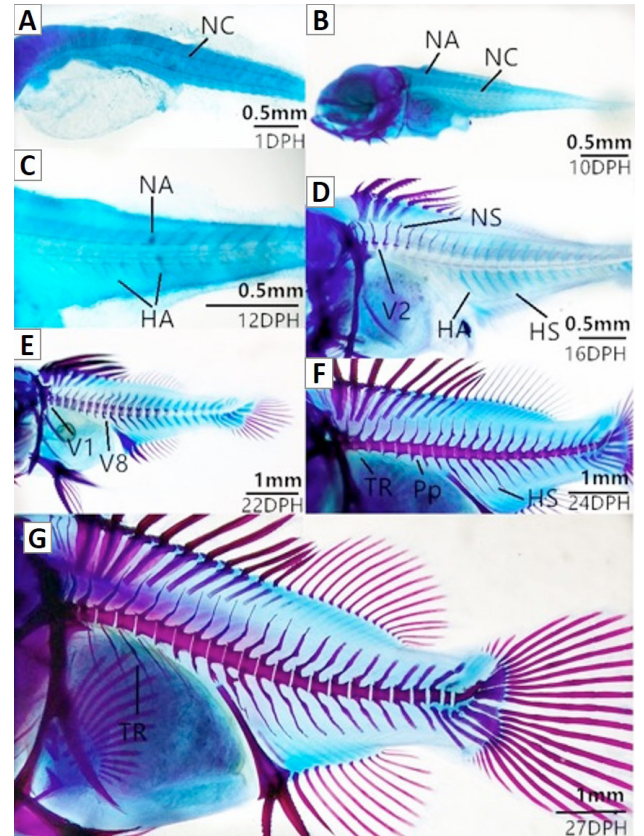 A
NC
0.5mm
1DPH
B
NA
NC
0.5mm
10DPH
C
NA
HA
0.5mm
12DPH
D
NS
V2
HA
HS
0.5mm
16DPH
E
V1
V8
1mm
22DPH
F
TR
Pp
HS
1mm
24DPH
G
TR
1mm
27DPH